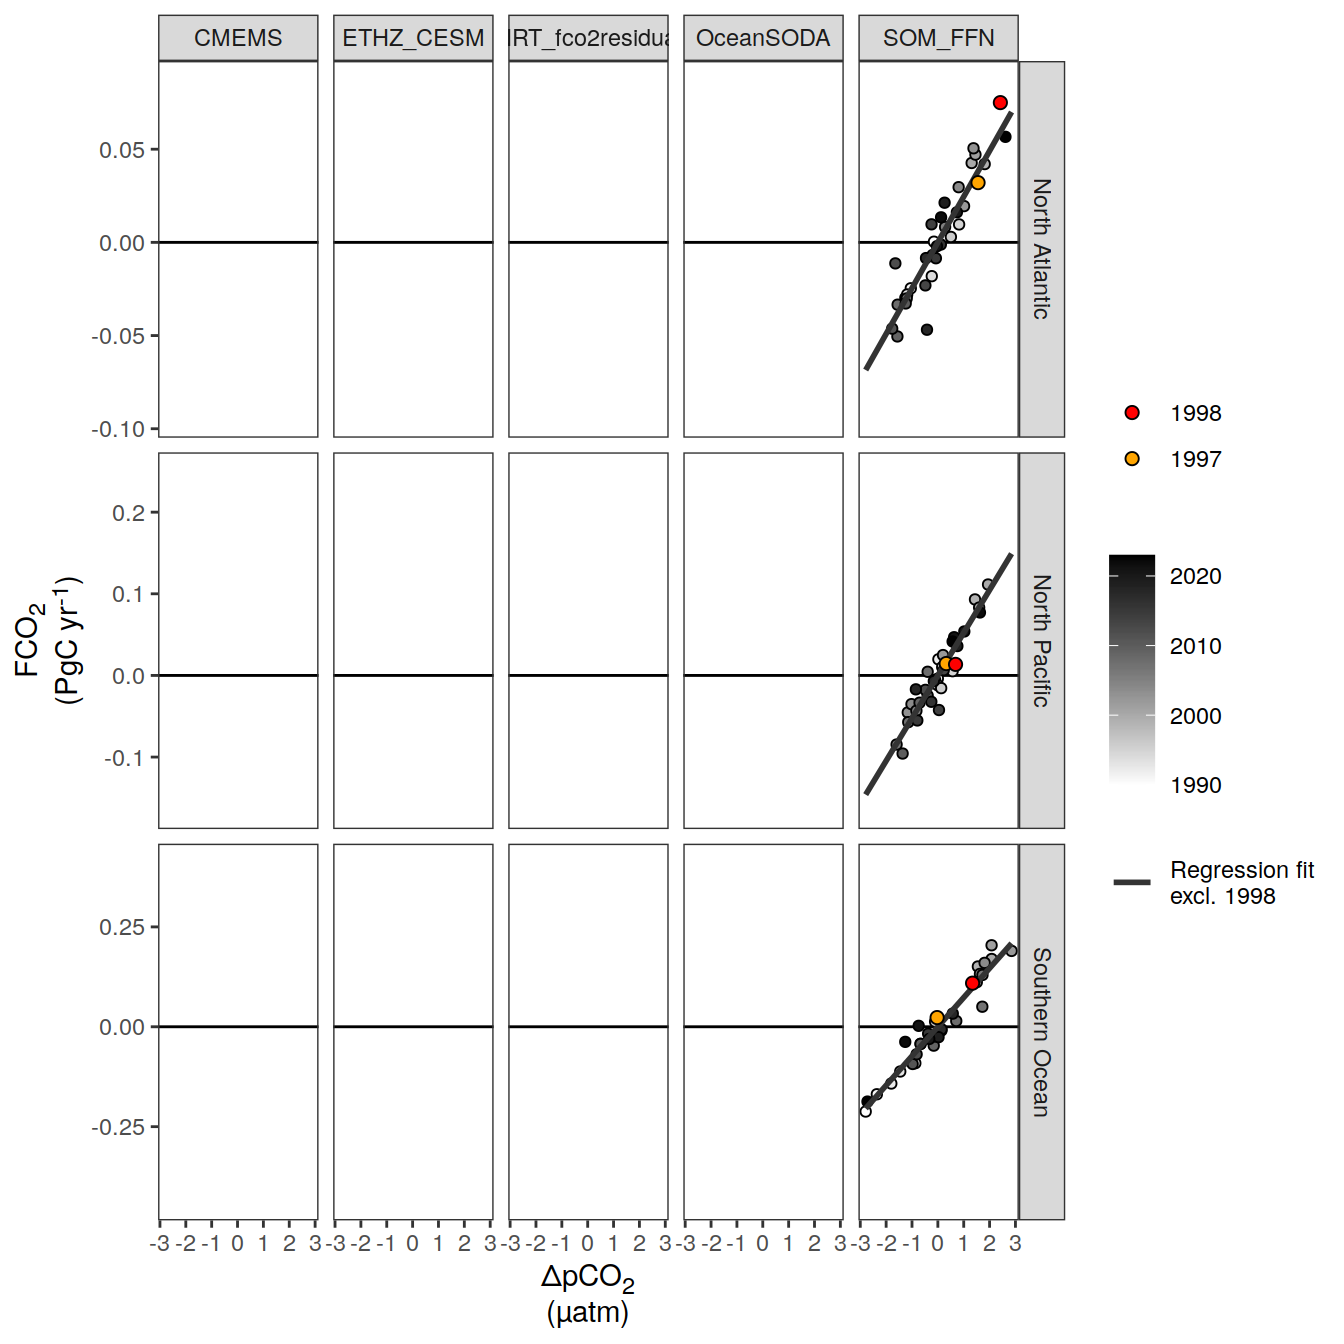 CMEMS ETHZ_CESM IRT_fco2residua OceanSODA SOM_FFN
0.05
0.00
-0.05
-0.10
North Atlantic
0.2
0.1
0.0
-0.1
North Pacific
0.25
0.00
-0.25
Southern Ocean
FCO2
(PgC yr-1)
-3 -2 -1 0 1 2 3 -3 -2 -1 0 1 2 3 -3 -2 -1 0 1 2 3 -3 -2 -1 0 1 2 3 -3 -2 -1 0 1 2 3
ΔpCO2
(µatm)
1998
1997
2020
2010
2000
1990
Regression fit
excl. 1998